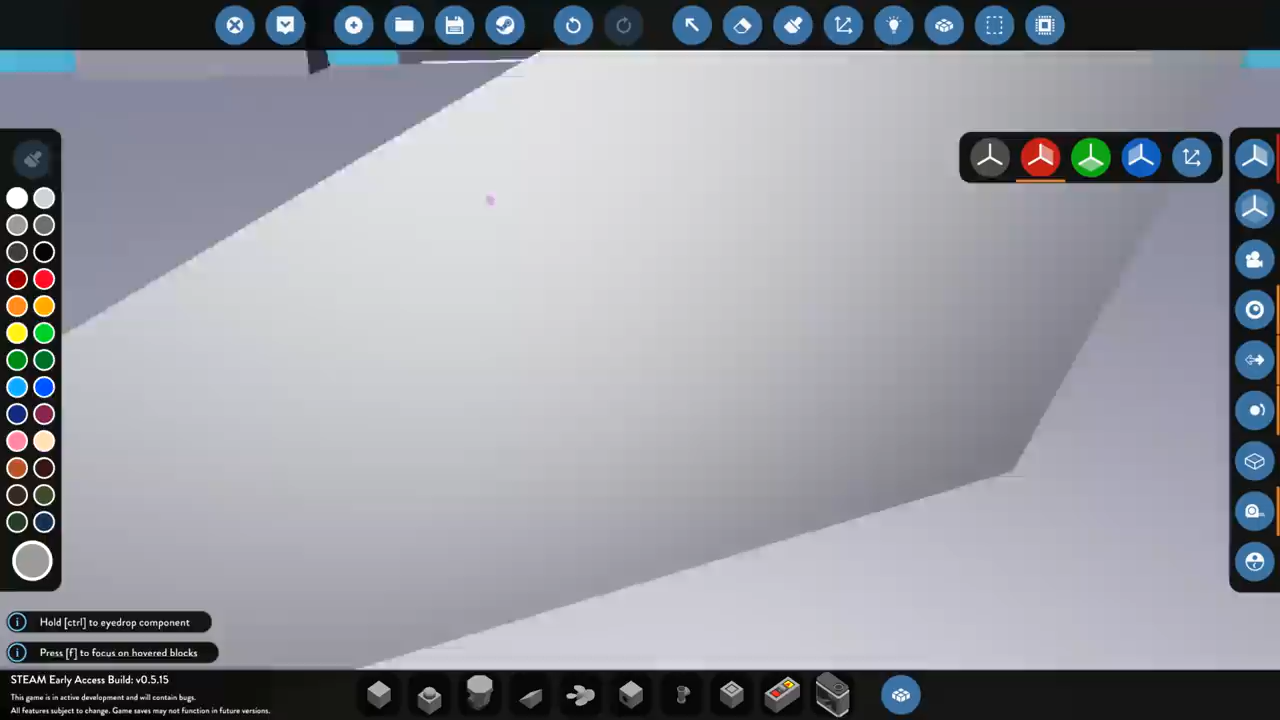 Hold [ctrl] to eyedrop component
Press [f] to focus on hovered blocks
STEAM Early Access Build: v0.5.15
This game is in active development and will contain bugs.
All features subject to change. Game saves may not function in future versions.